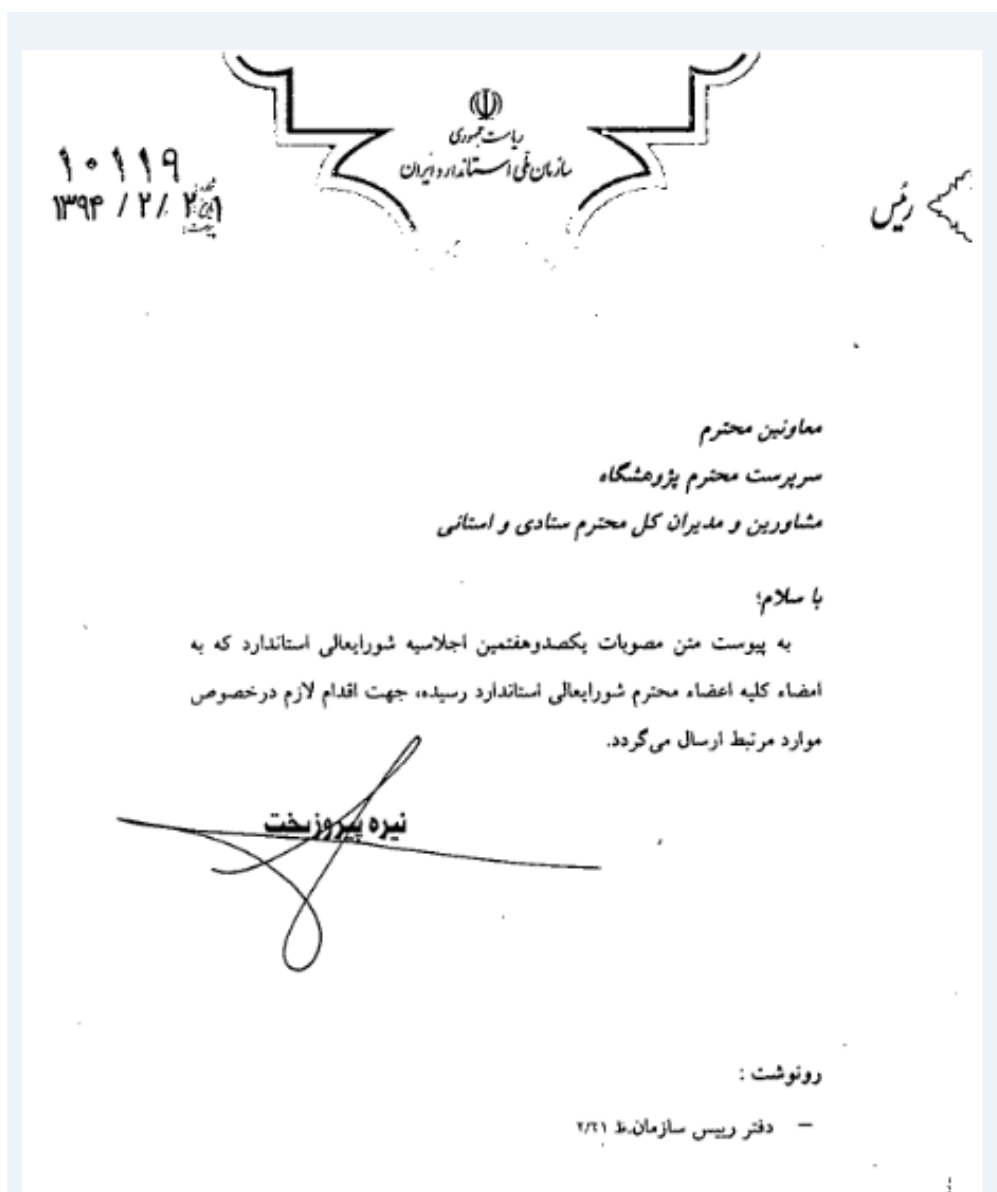 ریاست جمهوری
سازمان ملی استاندارد ایران
۱۰۱۱۹
۱۳۹۴ / ۲ / ۲۱
رئیس
معاونین محترم
سرپرست محترم پژوهشگاه
مشاورین و مدیران کل محترم ستادی و استانی
با سلام؛
به پیوست متن مصوبات یکصدوهفتمین اجلاسیه شورایعالی استاندارد که به
امضاء کلیه اعضاء محترم شورایعالی استاندارد رسیده، جهت اقدام لازم درخصوص
موارد مرتبط ارسال می‌گردد.
نیره پیروزبخت
رونوشت :
– دفتر رییس سازمان.ظ ۲/۲۱